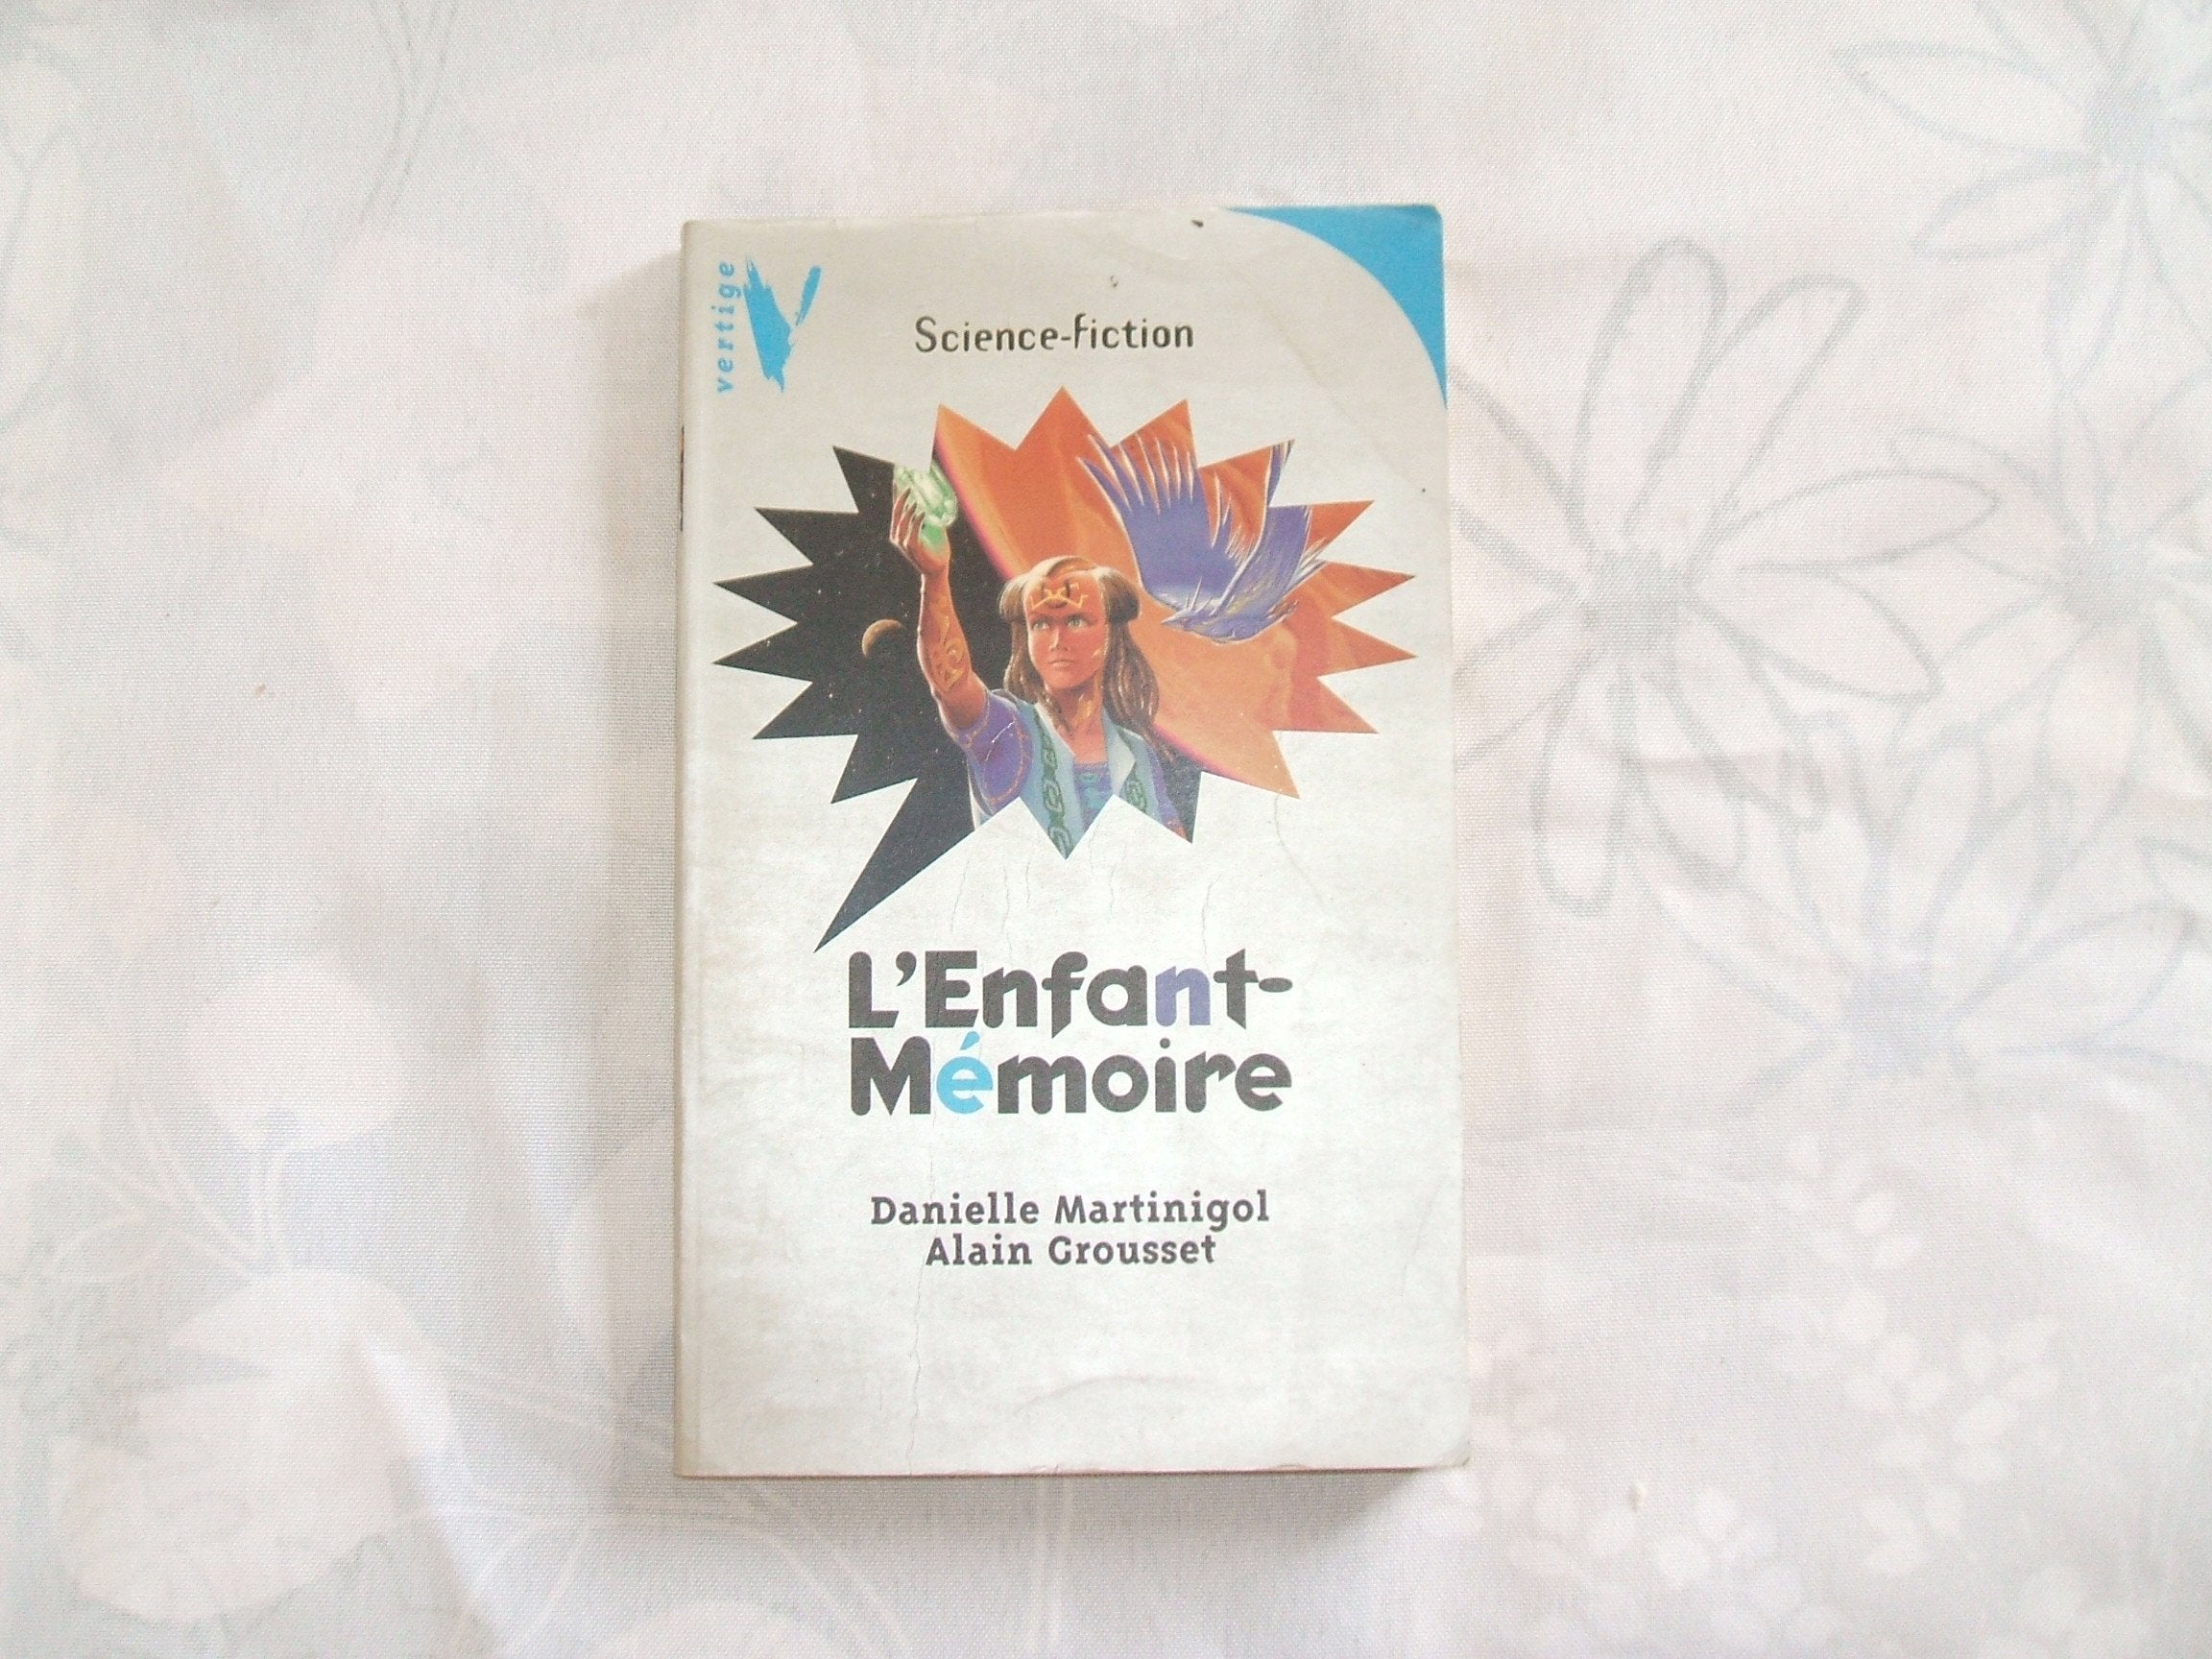 vertige
Science-fiction
L'Enfant-
Mémoire
Danielle Martinigol
Alain Grousset